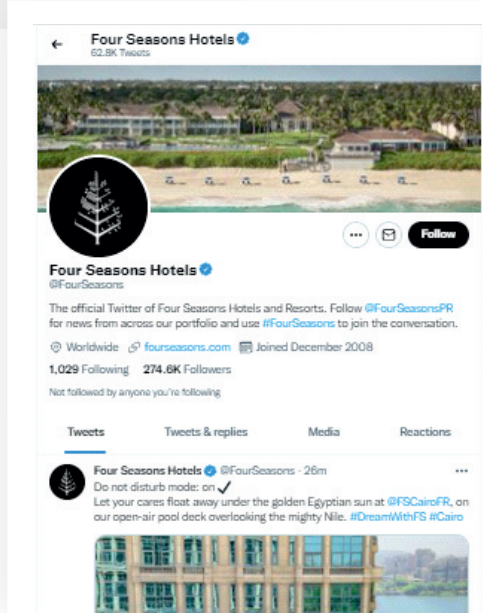 Four Seasons Hotels
62.8K Tweets
Follow
Four Seasons Hotels
@FourSeasons
The official Twitter of Four Seasons Hotels and Resorts. Follow @FourSeasonsPR
for news from across our portfolio and use #FourSeasons to join the conversation.
Worldwide fourseasons.com Joined December 2008
1,029 Following 274.6K Followers
Not followed by anyone you're following
Tweets Tweets & replies Media Reactions
Four Seasons Hotels @FourSeasons · 26m
Do not disturb mode: on ✓
Let your cares float away under the golden Egyptian sun at @FSCairoFR, on
our open-air pool deck overlooking the mighty Nile. #DreamWithFS #Cairo